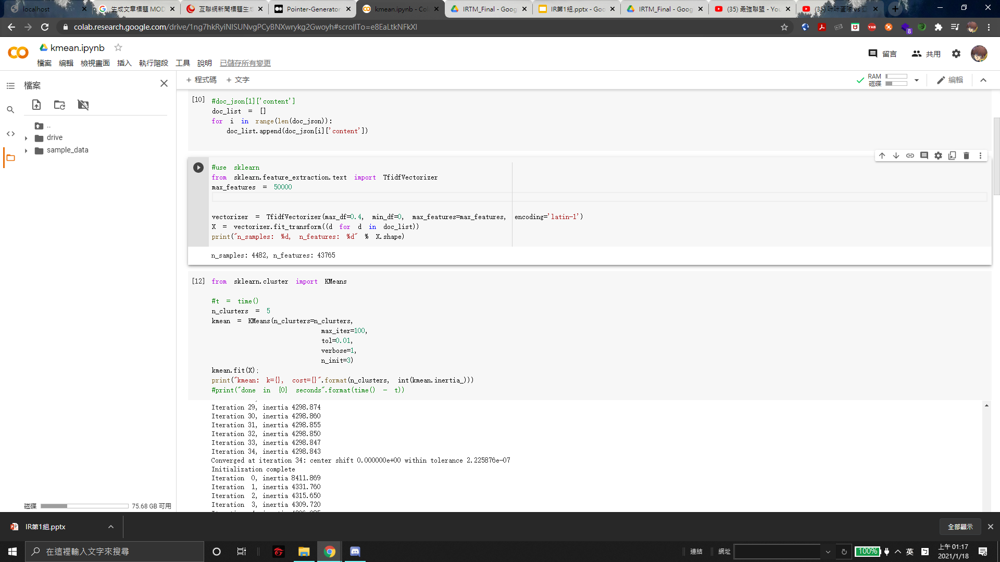 localhost
生成文章標題 MOD
互聯網新聞標題生成
Pointer-Generator
kmean.ipynb - Col
IRTM_Final - Goog
IR第1組.pptx - Goo
IRTM_Final - Goog
(35) 最強聯盟 - You
colab.research.google.com/drive/1ng7hkRyiNISUNvgPCyBNXwrykg2Gwoyh#scrollTo=e8EaLtkNFkXl
YAB
8
kmean.ipynb
留言
共用
檔案 編輯 檢視畫面 插入 執行階段 工具 說明 已儲存所有變更
檔案
+ 程式碼 + 文字
RAM
磁碟
編輯
..
drive
sample_data
[10]
#doc_json[1]['content']
doc_list = []
for i in range(len(doc_json)):
doc_list.append(doc_json[i]['content'])
#use sklearn
from sklearn.feature_extraction.text import TfidfVectorizer
max_features = 50000
vectorizer = TfidfVectorizer(max_df=0.4, min_df=0, max_features=max_features, encoding='latin-1')
X = vectorizer.fit_transform((d for d in doc_list))
print("n_samples: %d, n_features: %d" % X.shape)
n_samples: 4482, n_features: 43765
[12]
from sklearn.cluster import KMeans
#t = time()
n_clusters = 5
kmean = KMeans(n_clusters=n_clusters,
max_iter=100,
tol=0.01,
verbose=1,
n_init=3)
kmean.fit(X);
print("kmean: k={}, cost={}".format(n_clusters, int(kmean.inertia_)))
#print("done in {0} seconds".format(time() - t))
Iteration 29, inertia 4298.874
Iteration 30, inertia 4298.860
Iteration 31, inertia 4298.855
Iteration 32, inertia 4298.850
Iteration 33, inertia 4298.847
Iteration 34, inertia 4298.843
Converged at iteration 34: center shift 0.000000e+00 within tolerance 2.225876e-07
Initialization complete
Iteration 0, inertia 8411.869
Iteration 1, inertia 4331.760
Iteration 2, inertia 4315.650
Iteration 3, inertia 4309.720
磁碟 75.68 GB 可用
IR第1組.pptx
全部顯示
在這裡輸入文字來搜尋
連結
網址
100%
英
上午 01:17
2021/1/18